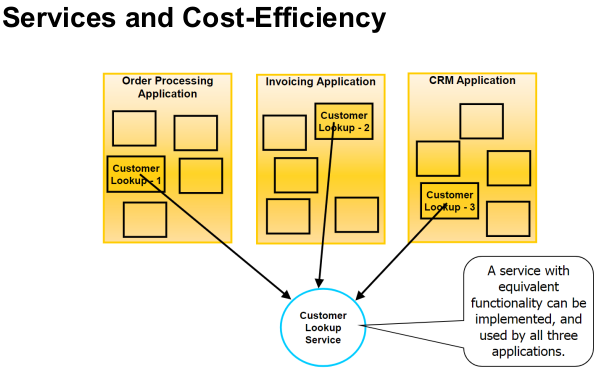 Services and Cost-Efficiency
Order Processing
Application
Invoicing Application
CRM Application
Customer
Lookup - 1
Customer
Lookup - 2
Customer
Lookup - 3
Customer
Lookup
Service
A service with
equivalent
functionality can be
implemented, and
used by all three
applications.